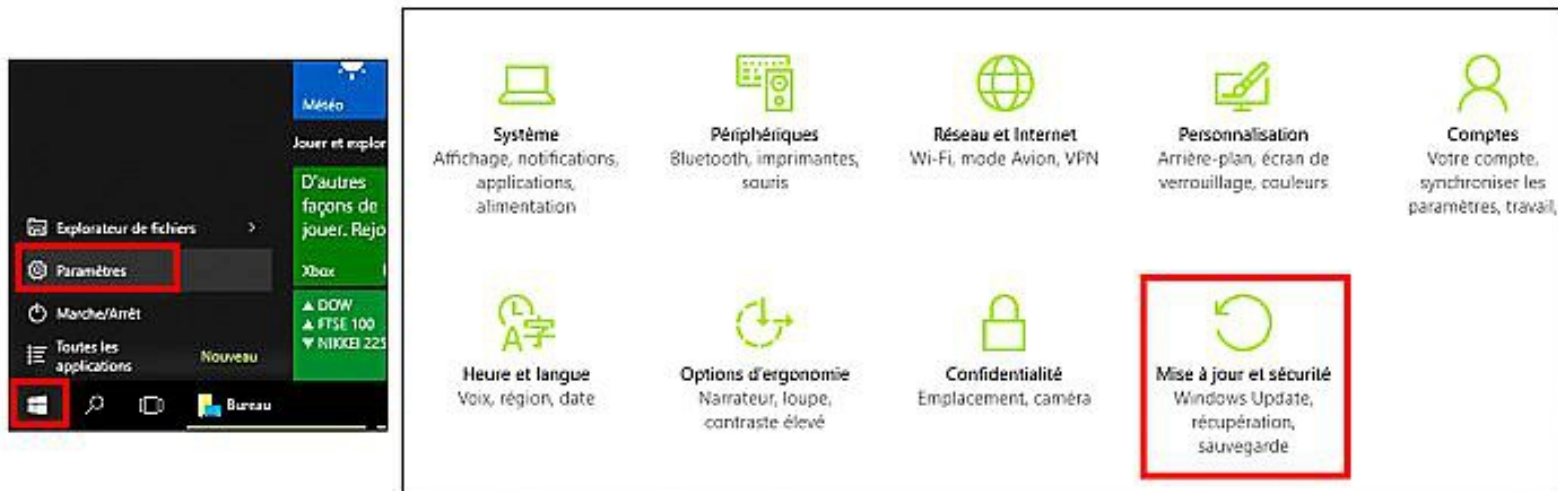 Météo
Jouer et explor
D'autres
façons de
jouer. Rejo
Explorateur de fichiers
Paramètres
Xbox
Marche/Arrêt
▲ DOW
▲ FTSE 100
▼ NIKKEI 225
Toutes les
applications
Nouveau
Bureau
Système
Affichage, notifications,
applications,
alimentation
Périphériques
Bluetooth, imprimantes,
souris
Réseau et Internet
Wi-Fi, mode Avion, VPN
Personnalisation
Arrière-plan, écran de
verrouillage, couleurs
Comptes
Votre compte,
synchroniser les
paramètres, travail,
A字
Heure et langue
Voix, région, date
Options d'ergonomie
Narrateur, loupe,
contraste élevé
Confidentialité
Emplacement, caméra
Mise à jour et sécurité
Windows Update,
récupération,
sauvegarde